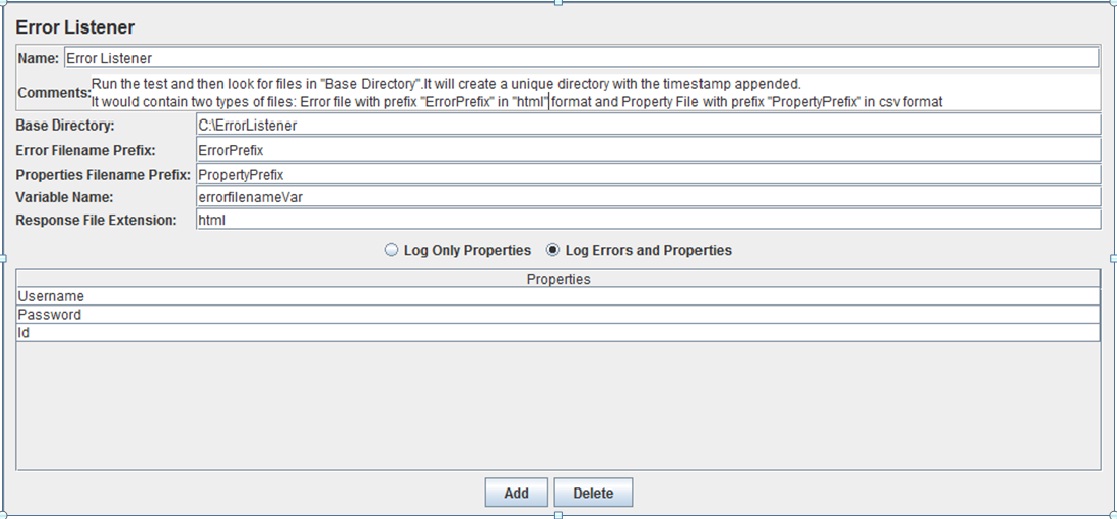 Error Listener
Name: Error Listener
Comments: Run the test and then look for files in "Base Directory".It will create a unique directory with the timestamp appended.
It would contain two types of files: Error file with prefix "ErrorPrefix" in "html" format and Property File with prefix "PropertyPrefix" in csv format
Base Directory: C:\ErrorListener
Error Filename Prefix: ErrorPrefix
Properties Filename Prefix: PropertyPrefix
Variable Name: errorfilenameVar
Response File Extension: html
Log Only Properties Log Errors and Properties
Properties
Username
Password
Id
Add Delete